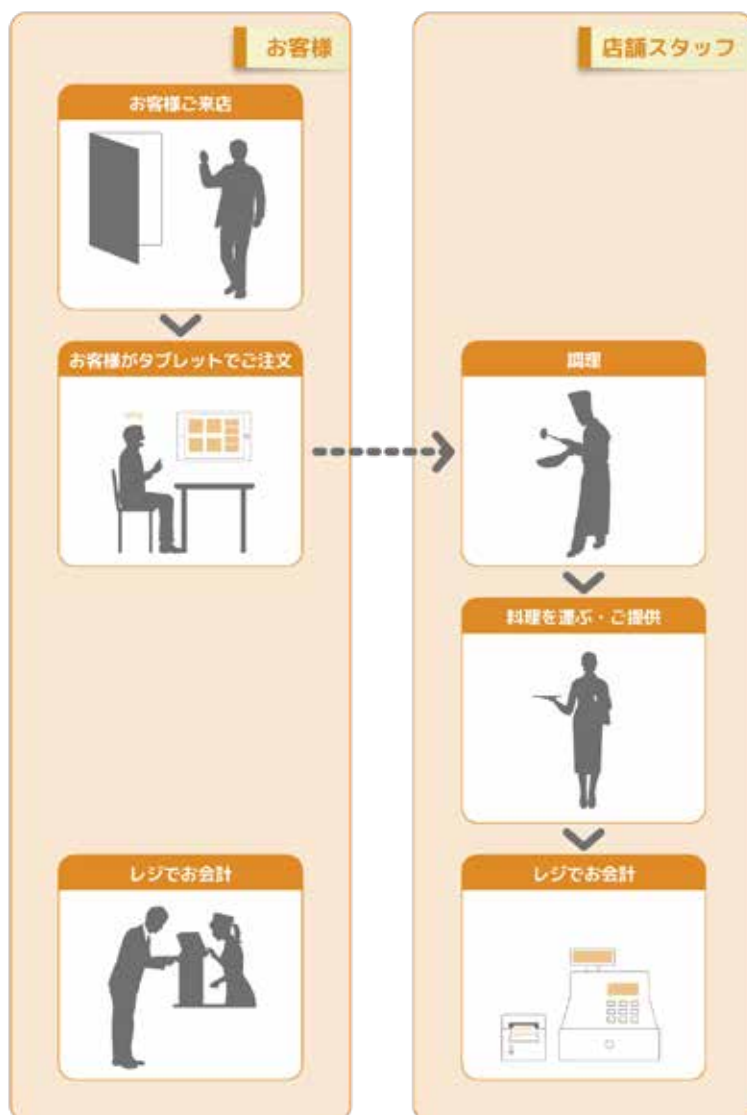 お客様
お客様ご来店
お客様がタブレットでご注文
レジでお会計
店舗スタッフ
調理
料理を運ぶ・ご提供
レジでお会計